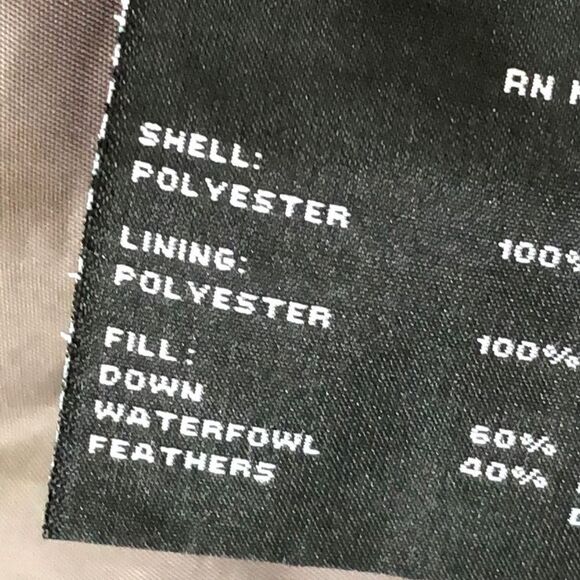 RN
SHELL:
POLYESTER 100%
LINING:
POLYESTER 100%
FILL:
DOWN 60%
WATERFOWL
FEATHERS 40%